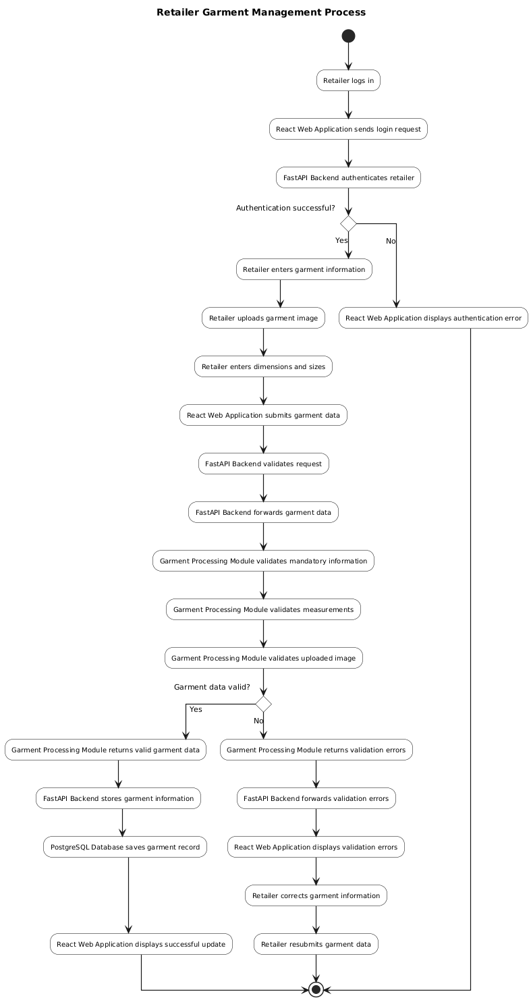 Retailer Garment Management Process
Retailer logs in
React Web Application sends login request
FastAPI Backend authenticates retailer
Authentication successful?
Yes
No
Retailer enters garment information
Retailer uploads garment image
React Web Application displays authentication error
Retailer enters dimensions and sizes
React Web Application submits garment data
FastAPI Backend validates request
FastAPI Backend forwards garment data
Garment Processing Module validates mandatory information
Garment Processing Module validates measurements
Garment Processing Module validates uploaded image
Garment data valid?
Yes
No
Garment Processing Module returns valid garment data
Garment Processing Module returns validation errors
FastAPI Backend stores garment information
FastAPI Backend forwards validation errors
PostgreSQL Database saves garment record
React Web Application displays validation errors
Retailer corrects garment information
React Web Application displays successful update
Retailer resubmits garment data